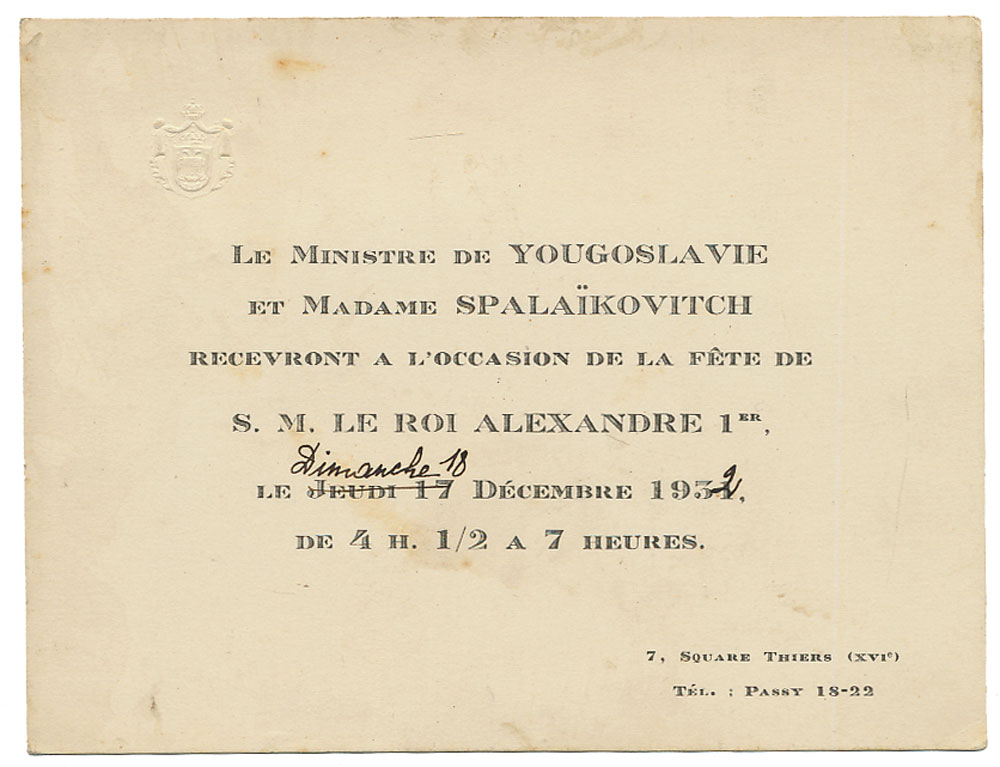 LE MINISTRE DE YOUGOSLAVIE
ET MADAME SPALAÏKOVITCH
RECEVRONT A L'OCCASION DE LA FÊTE DE
S. M. LE ROI ALEXANDRE 1ER,
Dimanche 18
LE JEUDI 17 DÉCEMBRE 1932,
DE 4 H. 1/2 A 7 HEURES.
7, SQUARE THIERS (XVIe)
TÉL. : PASSY 18-22